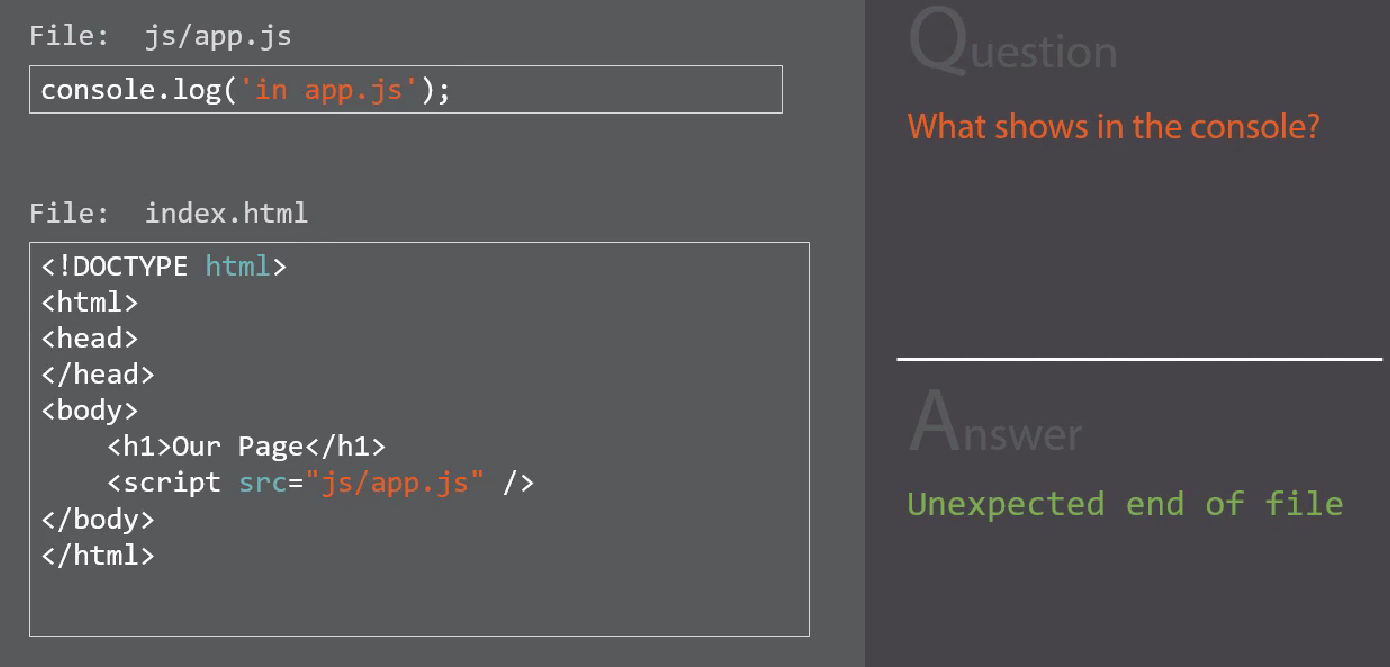 File:  js/app.js
console.log('in app.js');
File:  index.html
<!DOCTYPE html>
<html>
<head>
</head>
<body>
    <h1>Our Page</h1>
    <script src="js/app.js" />
</body>
</html>
Question
What shows in the console?
Answer
Unexpected end of file